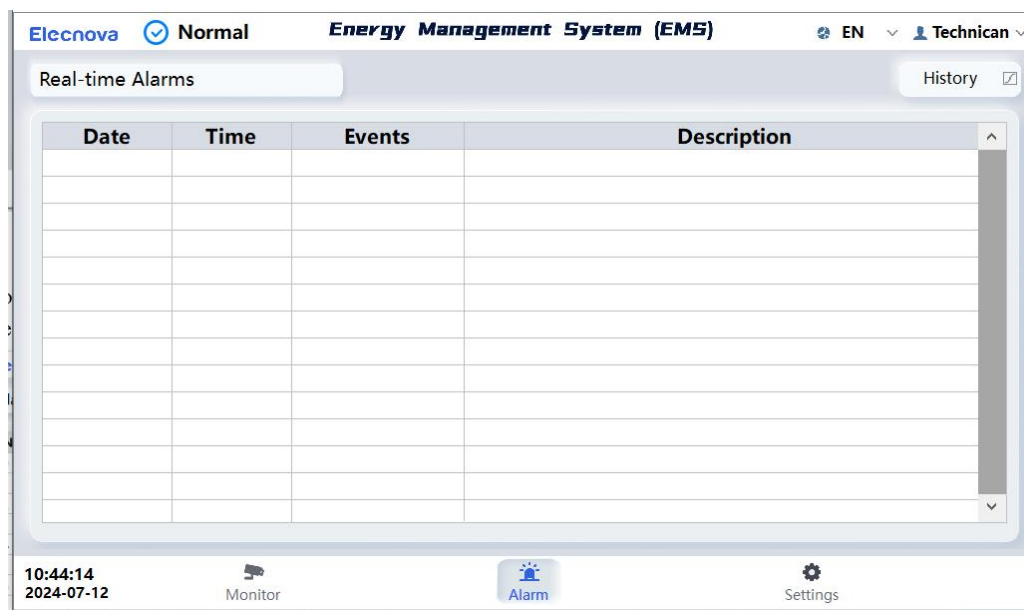 Elecnova Normal Energy Management System (EMS) EN Technican
Real-time Alarms History
Date Time Events Description
10:44:14
2024-07-12
Monitor Alarm Settings